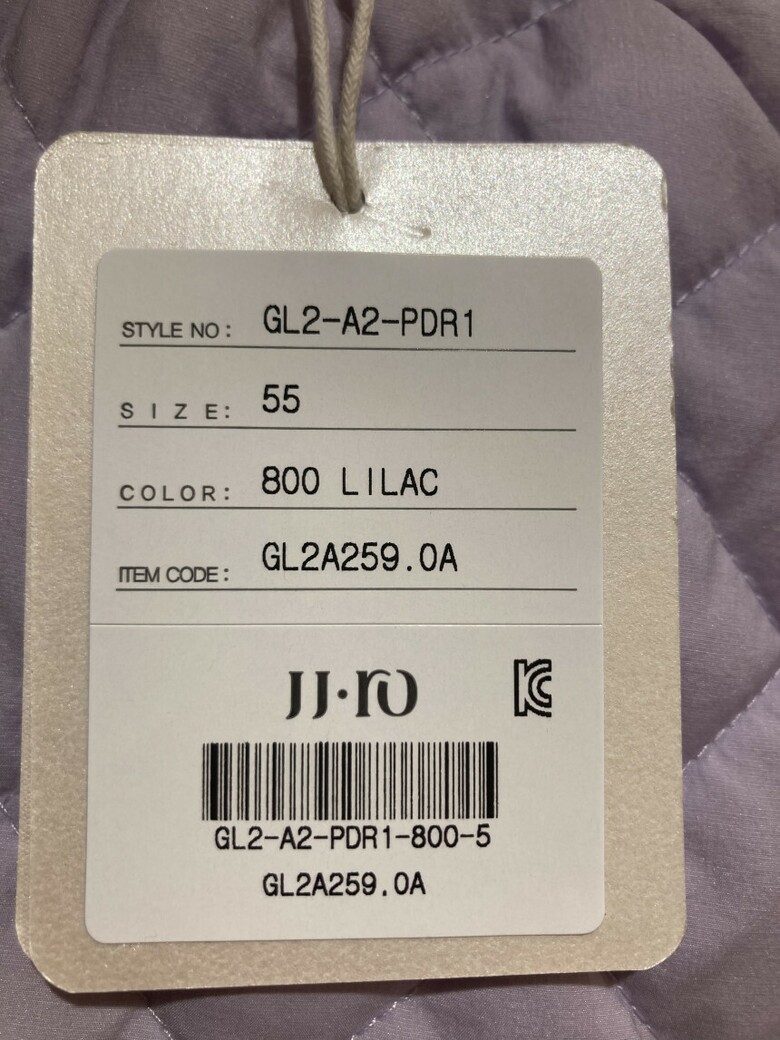 STYLE NO: GL2-A2-PDR1
SIZE: 55
COLOR: 800 LILAC
ITEM CODE: GL2A259.0A
JJ·ro
KC
GL2-A2-PDR1-800-5
GL2A259.0A